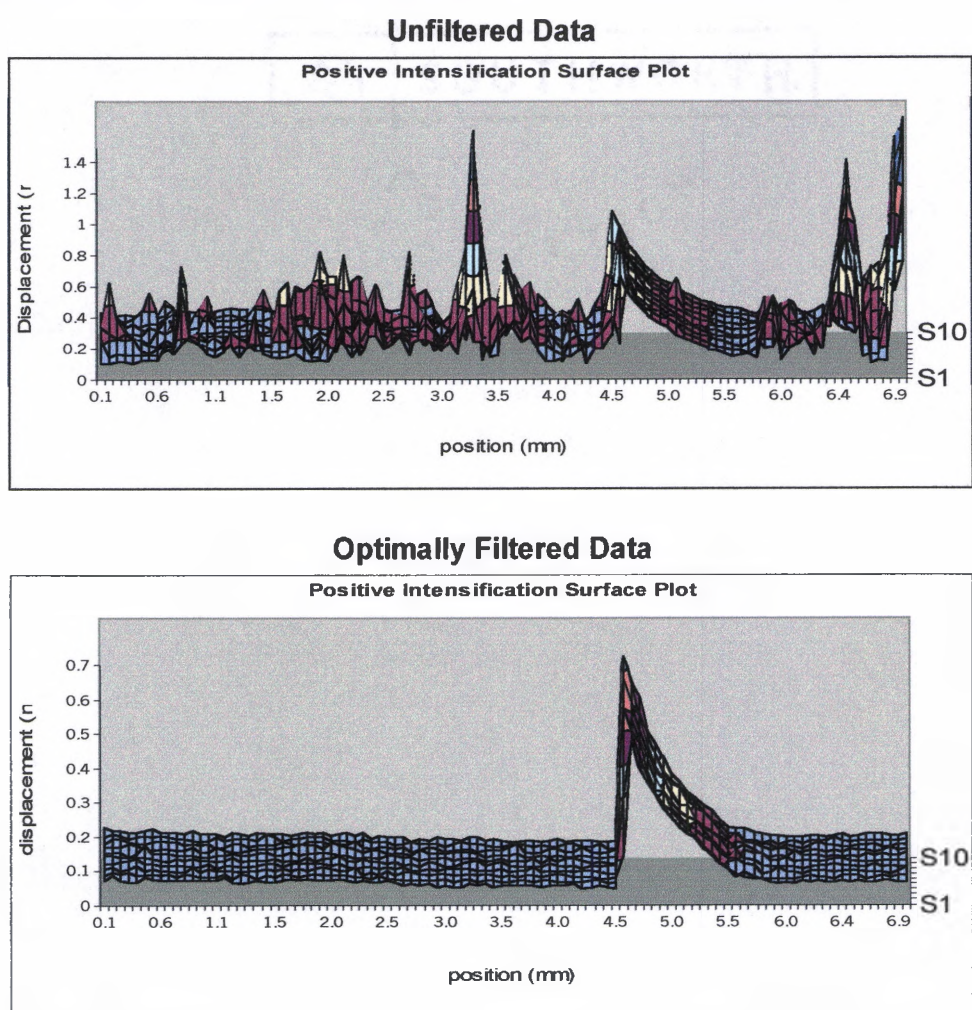 Unfiltered Data
Positive Intensification Surface Plot
Displacement (r
1.4
1.2
1
0.8
0.6
0.4
0.2
0
S10
S1
0.1 0.6 1.1 1.5 2.0 2.5 3.0 3.5 4.0 4.5 5.0 5.5 6.0 6.4 6.9
position (mm)
Optimally Filtered Data
Positive Intensification Surface Plot
displacement (n
0.7
0.6
0.5
0.4
0.3
0.2
0.1
0
S10
S1
0.1 0.6 1.1 1.5 2.0 2.5 3.0 3.5 4.0 4.5 5.0 5.5 6.0 6.4 6.9
position (mm)